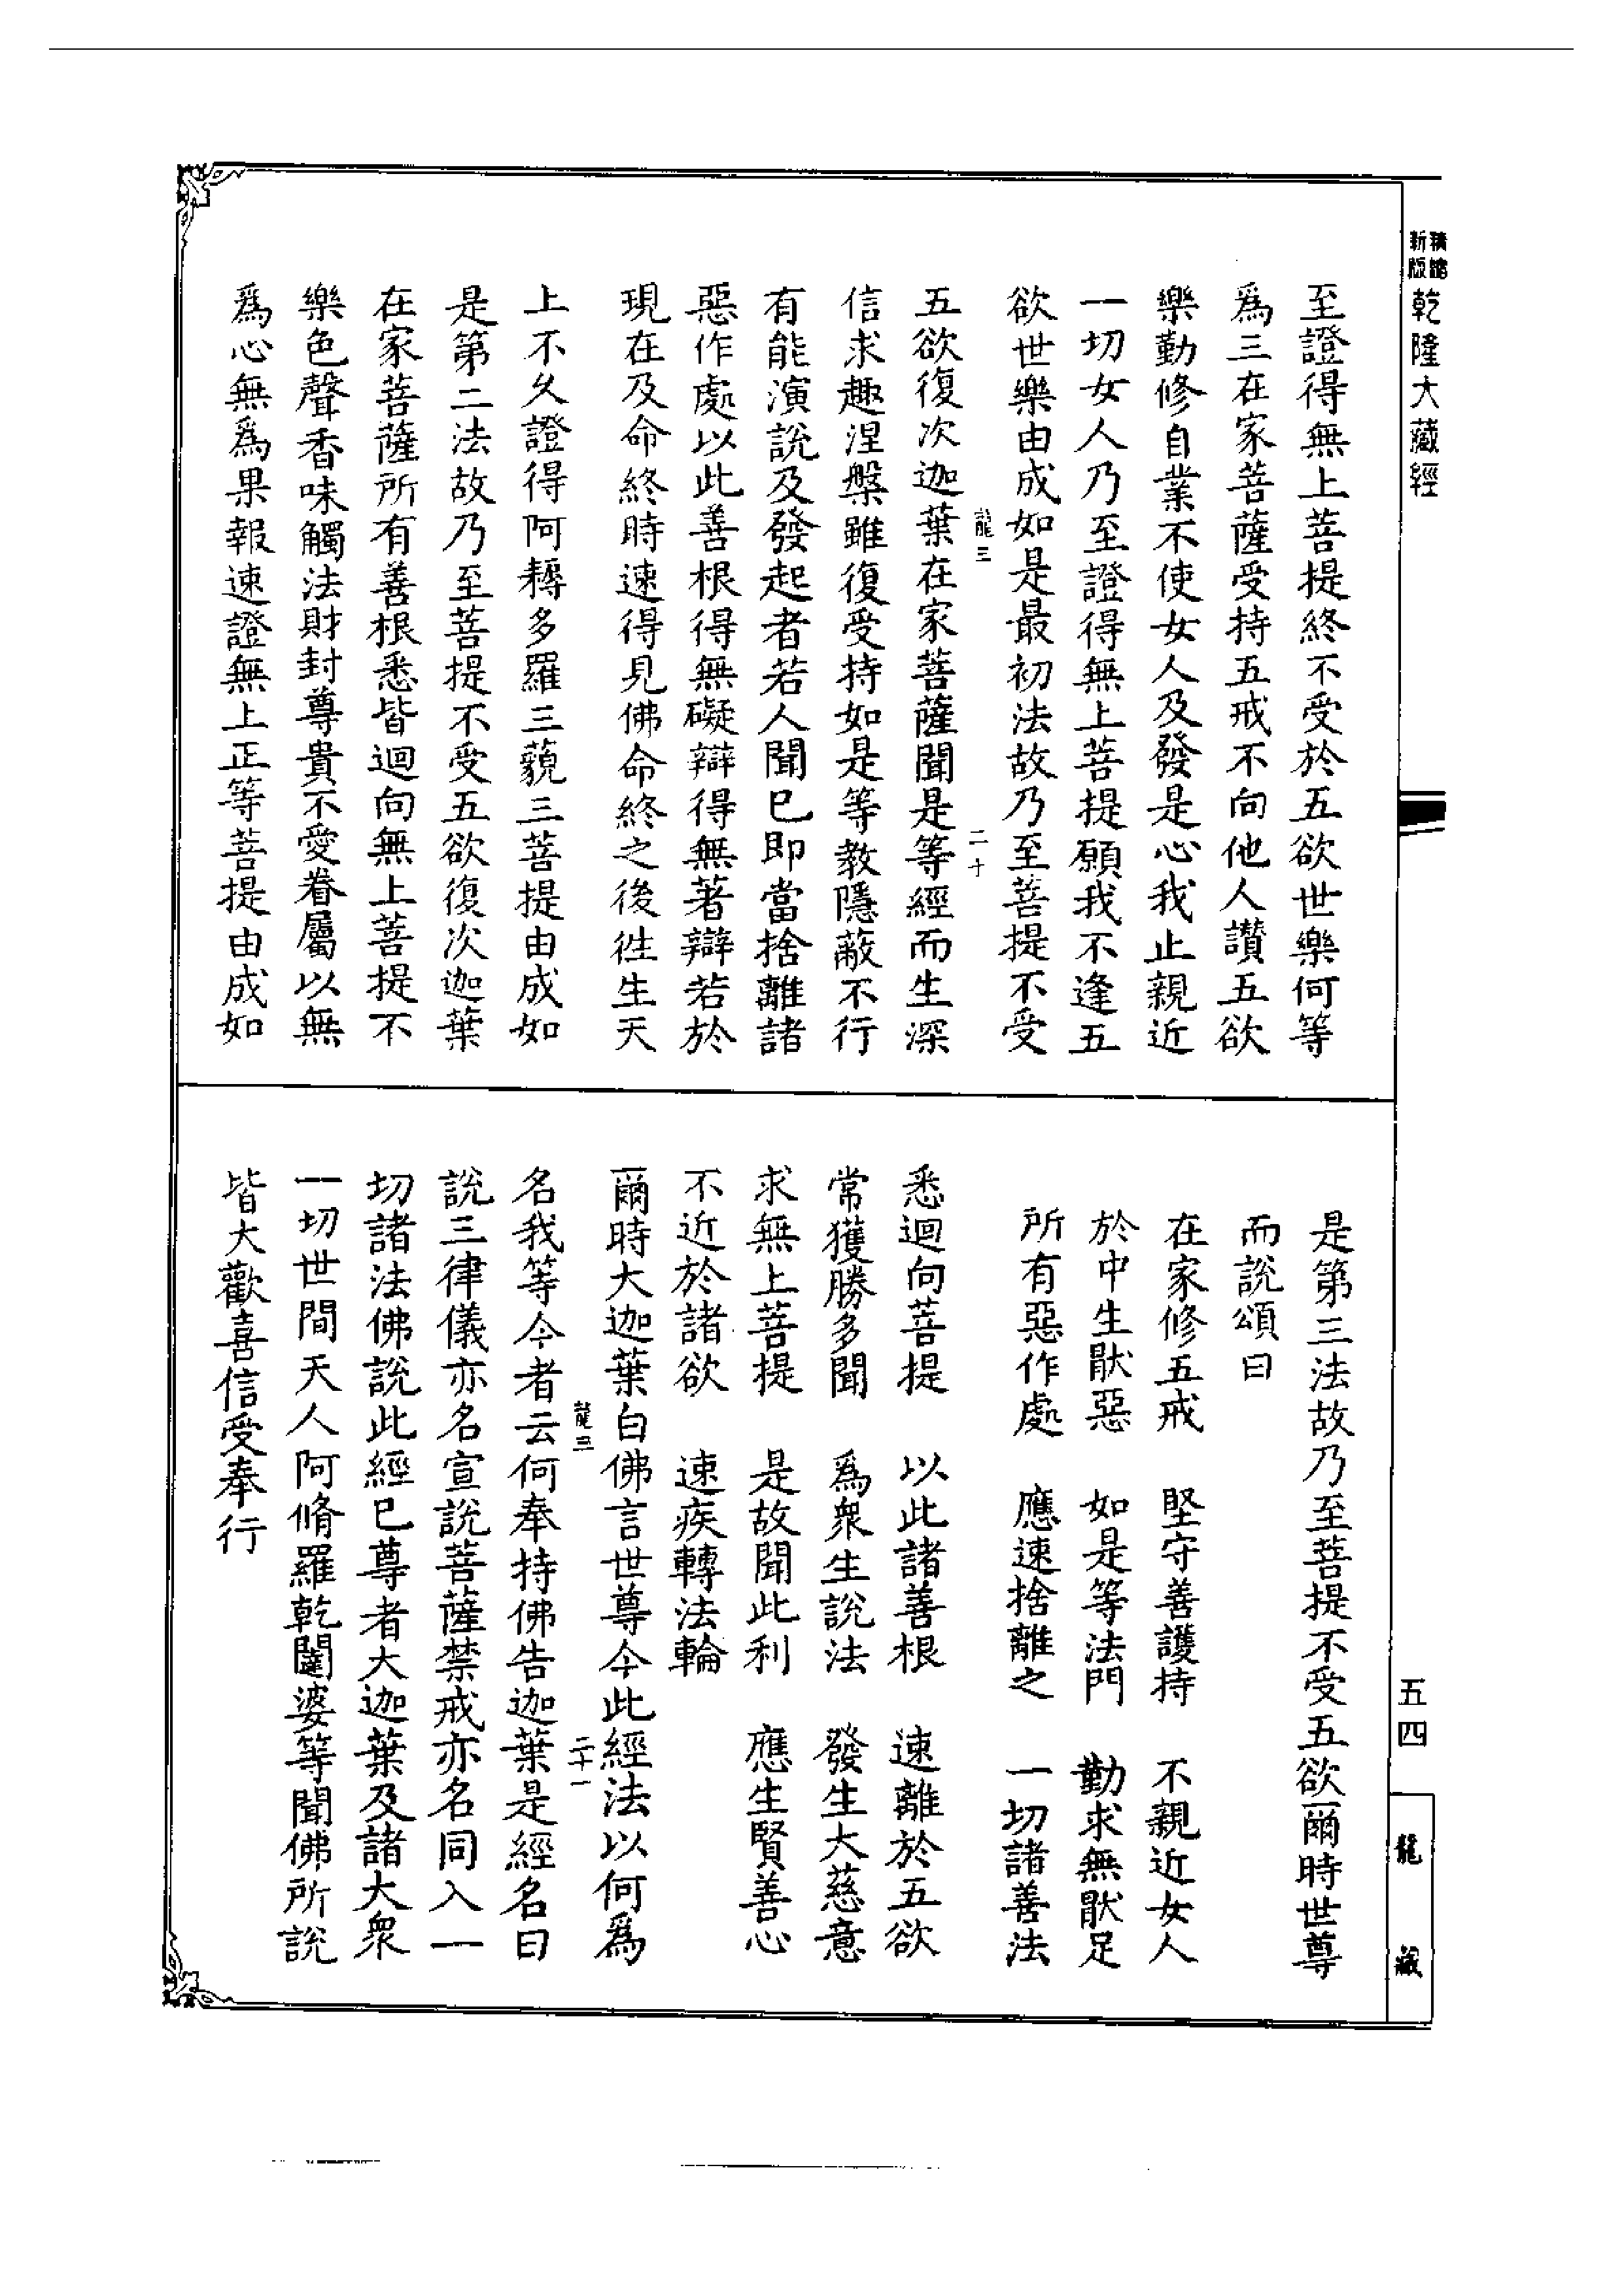 新版
精縮
乾隆大藏經
至證得無上菩提終不受於五欲世樂何等
爲三在家菩薩受持五戒不向他人讚五欲
樂勤修自業不使女人及發是心我止親近
一切女人乃至證得無上菩提願我不逢五
欲世樂由成如是最初法故乃至菩提不受
龍三
二十
五欲復次迦葉在家菩薩聞是等經而生深
信求趣涅槃雖復受持如是等教隱蔽不行
有能演說及發起者若人聞已即當捨離諸
惡作處以此善根得無礙辯得無著辯若於
現在及命終時速得見佛命終之後徃生天
上不久證得阿耨多羅三藐三菩提由成如
是第二法故乃至菩提不受五欲復次迦葉
在家菩薩所有善根悉皆迴向無上菩提不
樂色聲香味觸法財封尊貴不愛眷屬以無
爲心無爲果報速證無上正等菩提由成如
是第三法故乃至菩提不受五欲爾時世尊
而說頌曰
在家修五戒　堅守善護持　不親近女人
於中生猒惡　如是等法門　勤求無猒足
所有惡作處　應速捨離之　一切諸善法
悉迴向菩提　以此諸善根　速離於五欲
常獲勝多聞　爲衆生說法　發生大慈意
求無上菩提　是故聞此利　應生賢善心
不近於諸欲　速疾轉法輪
爾時大迦葉白佛言世尊今此經法以何爲
龍三
二十一
名我等今者云何奉持佛告迦葉是經名曰
說三律儀亦名宣說菩薩禁戒亦名同入一
切諸法佛說此經已尊者大迦葉及諸大衆
一切世間天人阿脩羅乾闥婆等聞佛所說
皆大歡喜信受奉行
五四
龍藏